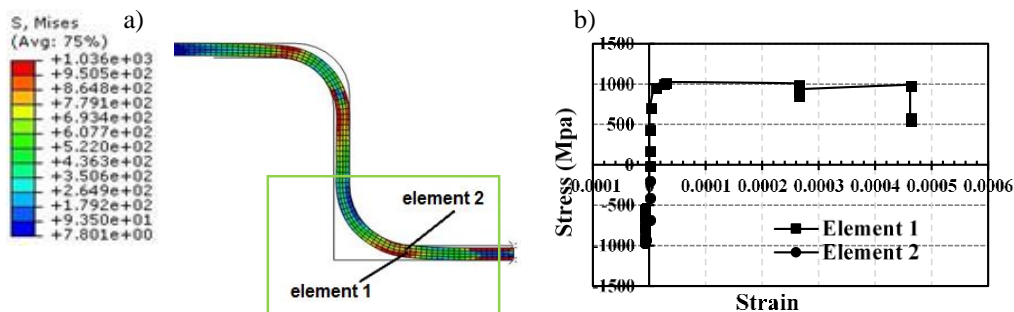 S, Mises
(Avg: 75%)
+1.036e+03
+9.505e+02
+8.648e+02
+7.791e+02
+6.934e+02
+6.077e+02
+5.220e+02
+4.363e+02
+3.506e+02
+2.649e+02
+1.792e+02
+9.350e+01
+7.801e+00
a)
element 2
element 1
b)
Stress (Mpa)
1500
1000
500
0
-500
-1000
-1500
0.0001 0 0.0001 0.0002 0.0003 0.0004 0.0005 0.0006
Element 1
Element 2
Strain